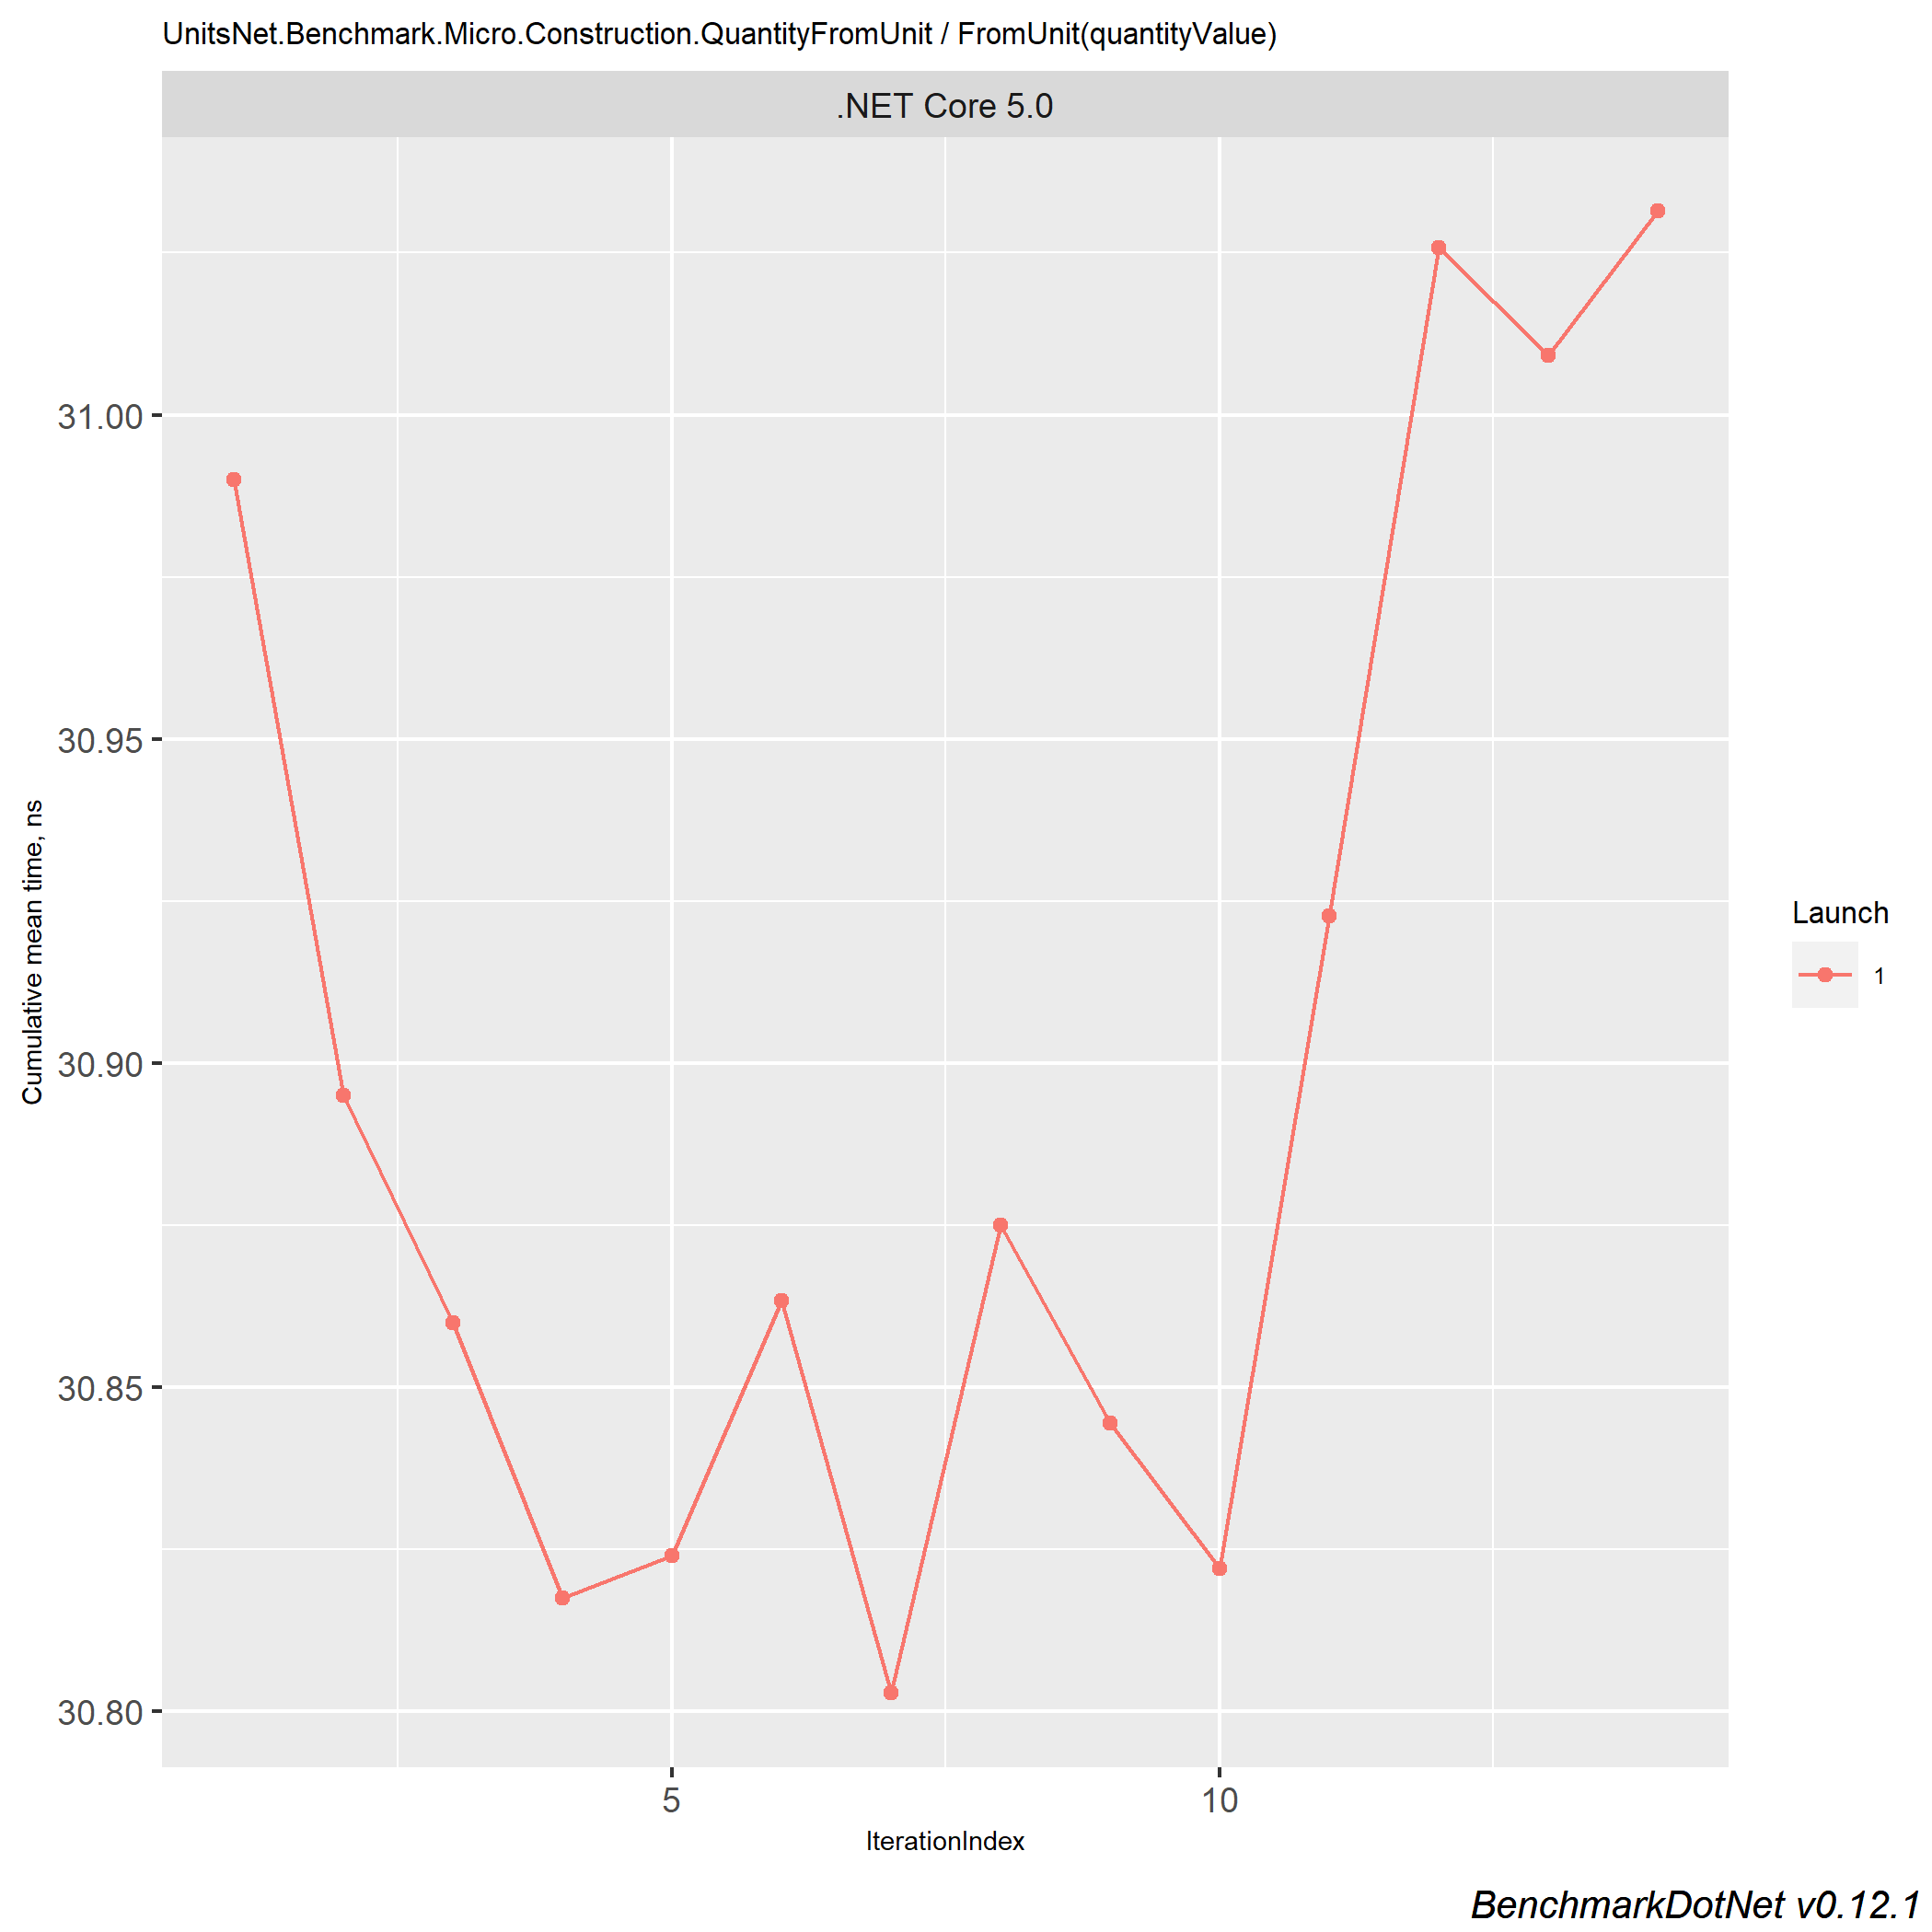 UnitsNet.Benchmark.Micro.Construction.QuantityFromUnit / FromUnit(quantityValue)
.NET Core 5.0
31.00
30.95
30.90
30.85
30.80
Cumulative mean time, ns
5
10
IterationIndex
Launch
1
BenchmarkDotNet v0.12.1